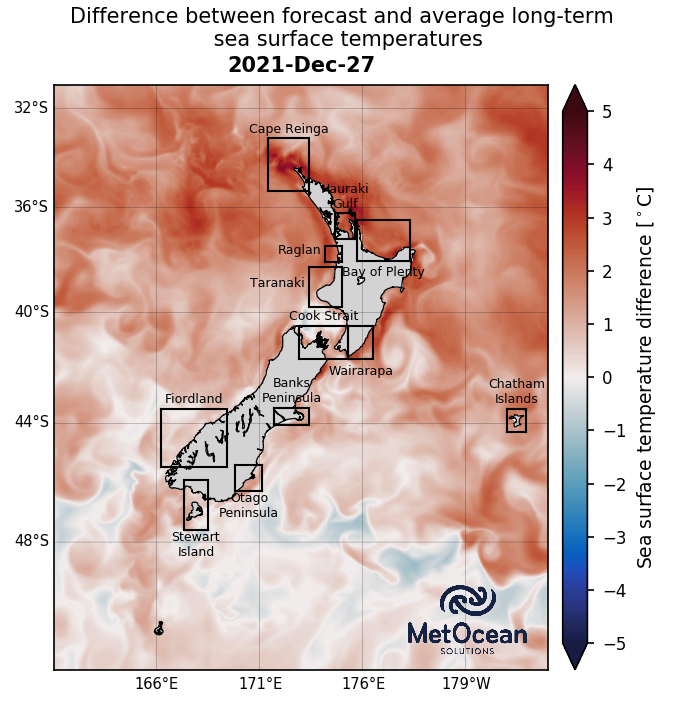 Difference between forecast and average long-term
sea surface temperatures
2021-Dec-27
32°S
36°S
40°S
44°S
48°S
166°E
171°E
176°E
179°W
Cape Reinga
Hauraki
Gulf
Raglan
Bay of Plenty
Taranaki
Cook Strait
Wairarapa
Banks
Peninsula
Fiordland
Chatham
Islands
Otago
Peninsula
Stewart
Island
MetOcean
SOLUTIONS
5
4
3
2
1
0
−1
−2
−3
−4
−5
Sea surface temperature difference [°C]